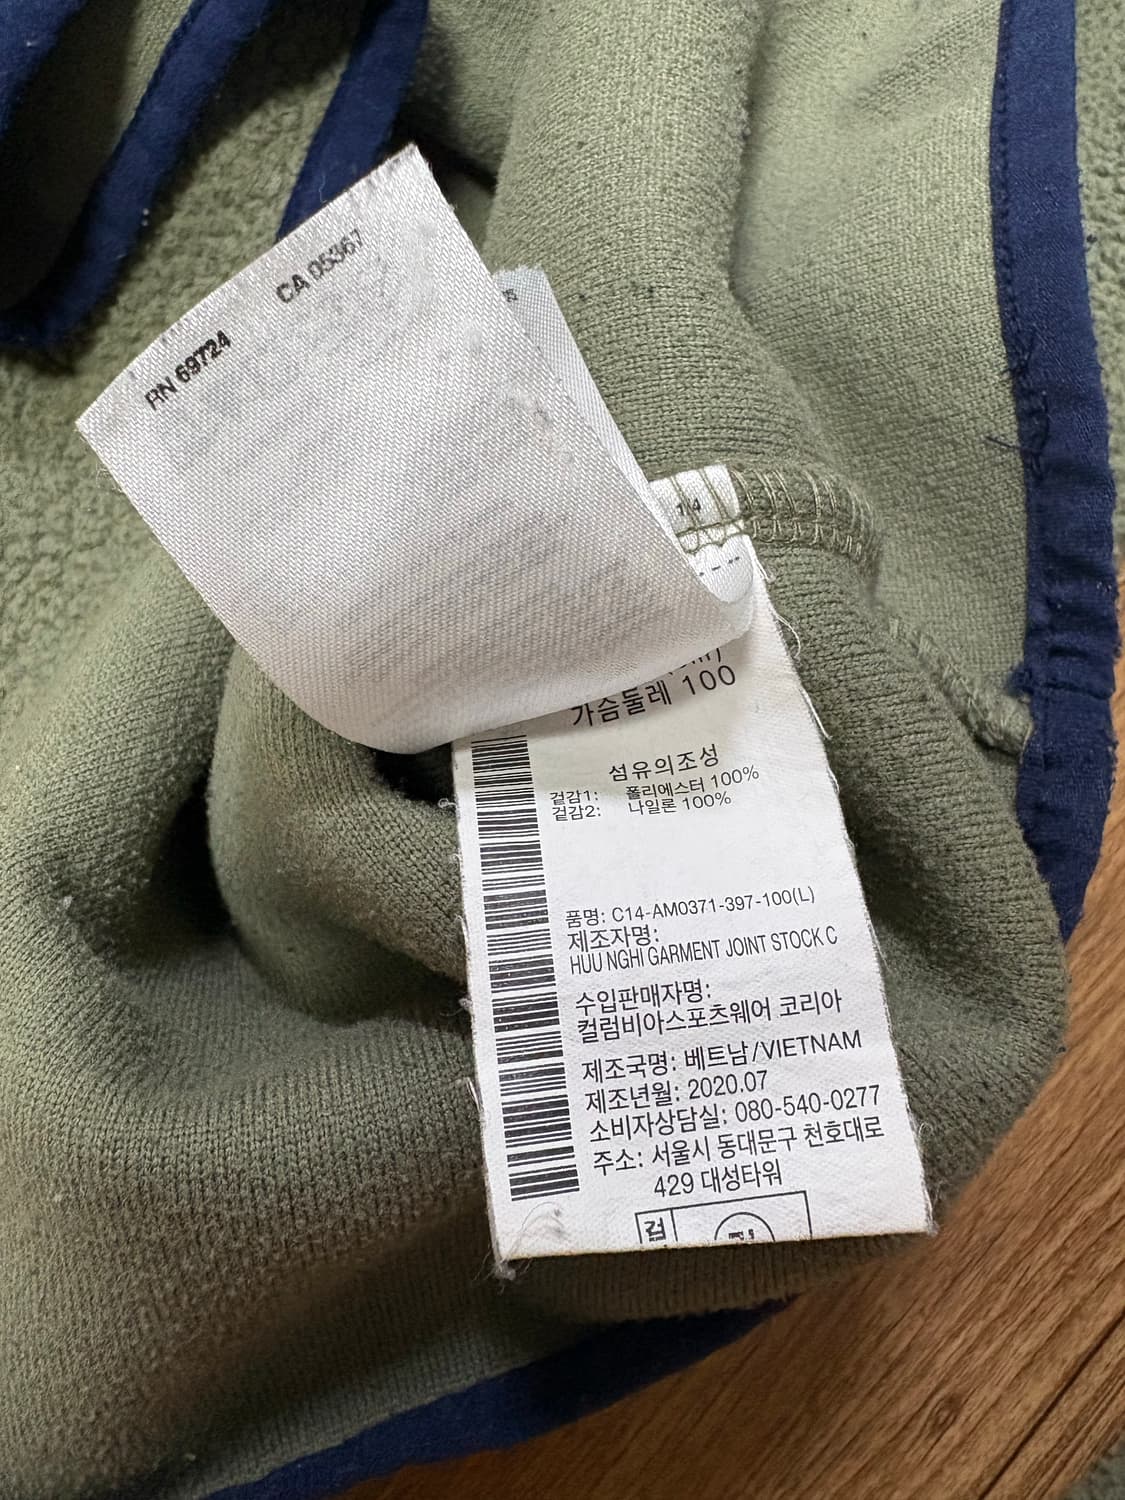 CA 05367
RN 69724
가슴둘레 100
섬유의조성
겉감1: 폴리에스터 100%
겉감2: 나일론 100%
품명: C14-AM0371-397-100(L)
제조자명:
HUU NGHI GARMENT JOINT STOCK C
수입판매자명:
컬럼비아스포츠웨어 코리아
제조국명: 베트남/VIETNAM
제조년월: 2020.07
소비자상담실: 080-540-0277
주소: 서울시 동대문구 천호대로
429 대성타워